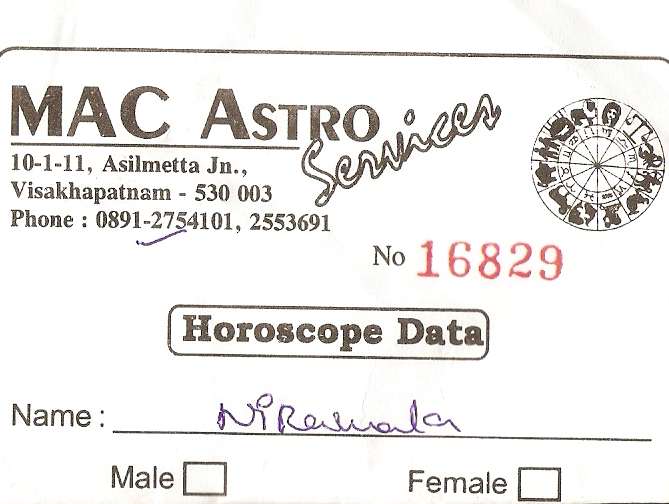 MAC ASTRO Services
10-1-11, Asilmetta Jn.,
Visakhapatnam - 530 003
Phone : 0891-2754101, 2553691
No 16829
Horoscope Data
Name :
Male
Female